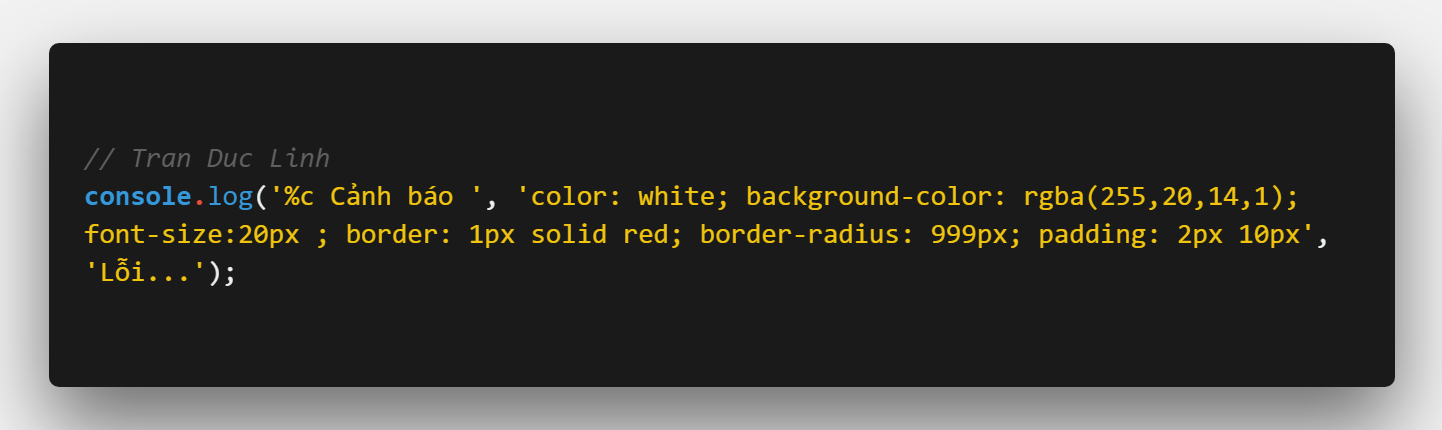 // Tran Duc Linh
console.log('%c Cảnh báo ', 'color: white; background-color: rgba(255,20,14,1);
font-size:20px ; border: 1px solid red; border-radius: 999px; padding: 2px 10px',
'Lỗi...');